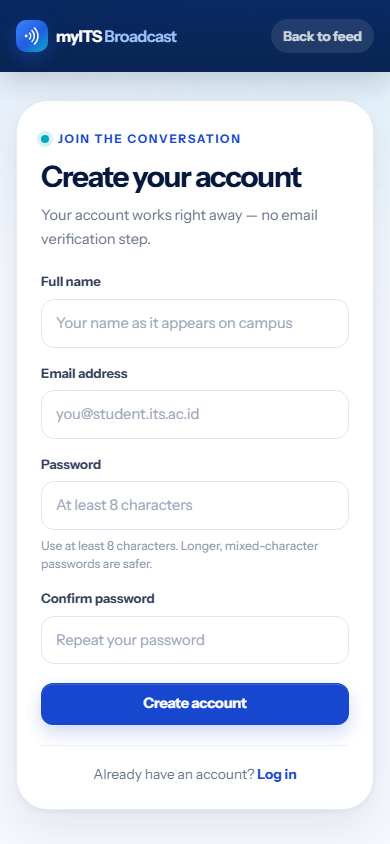 myITS Broadcast
Back to feed
JOIN THE CONVERSATION
Create your account
Your account works right away — no email
verification step.
Full name
Your name as it appears on campus
Email address
you@student.its.ac.id
Password
At least 8 characters
Use at least 8 characters. Longer, mixed-character
passwords are safer.
Confirm password
Repeat your password
Create account
Already have an account? Log in